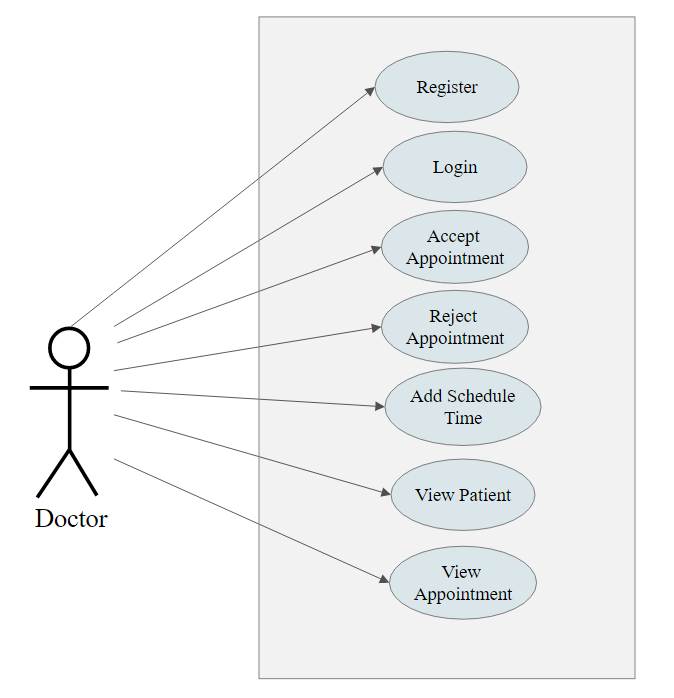 Register
Login
Accept
Appointment
Reject
Appointment
Add Schedule
Time
View Patient
View
Appointment
Doctor